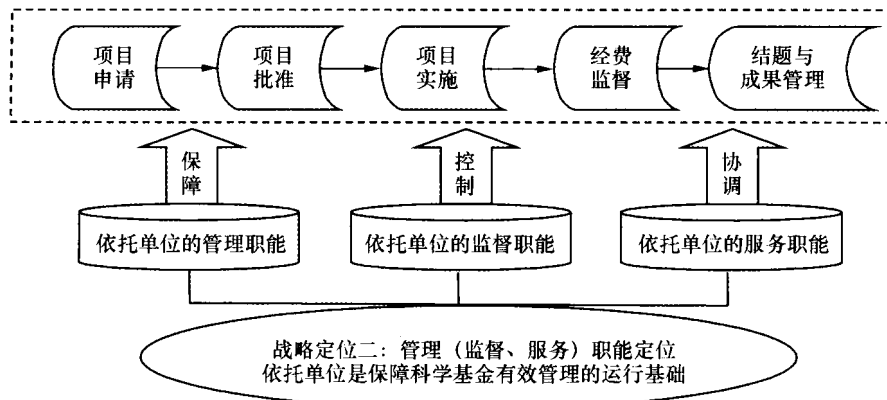 项目
申请
项目
批准
项目
实施
经费
监督
结题与
成果管理
保
障
控
制
协
调
依托单位的管理职能
依托单位的监督职能
依托单位的服务职能
战略定位二：管理（监督、服务）职能定位
依托单位是保障科学基金有效管理的运行基础